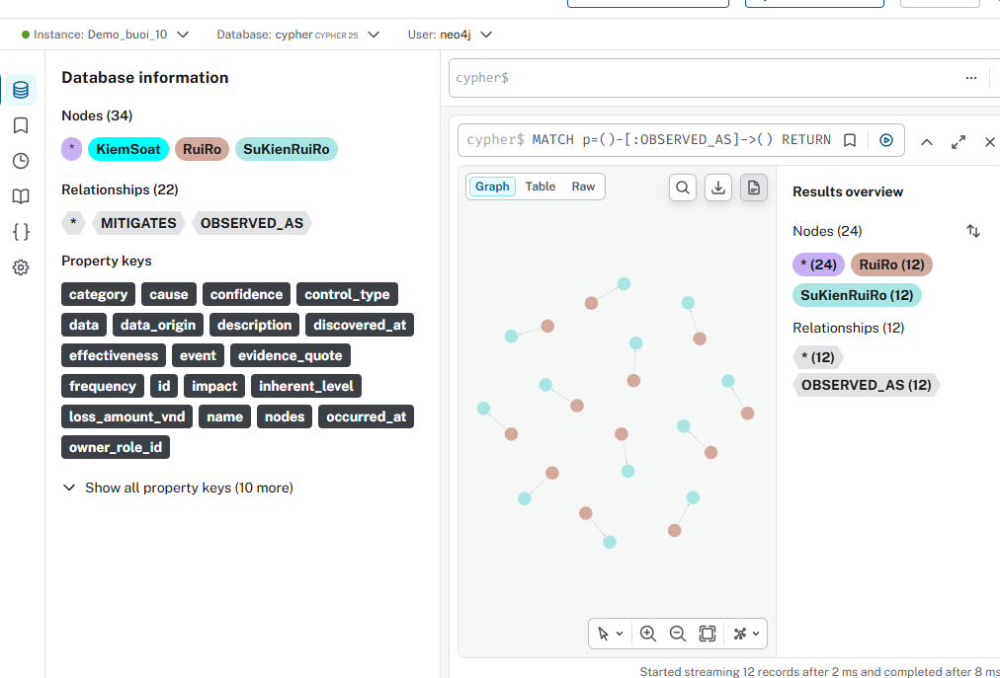 Instance: Demo_buoi_10
Database: cypher CYPHER 25
User: neo4j
Database information
Nodes (34)
* KiemSoat RuiRo SuKienRuiRo
Relationships (22)
* MITIGATES OBSERVED_AS
Property keys
category cause confidence control_type
data data_origin description discovered_at
effectiveness event evidence_quote
frequency id impact inherent_level
loss_amount_vnd name nodes occurred_at
owner_role_id
Show all property keys (10 more)
cypher$
cypher$ MATCH p=()-[:OBSERVED_AS]->() RETURN
Graph Table Raw
Results overview
Nodes (24)
* (24) RuiRo (12)
SuKienRuiRo (12)
Relationships (12)
* (12)
OBSERVED_AS (12)
Started streaming 12 records after 2 ms and completed after 8 ms